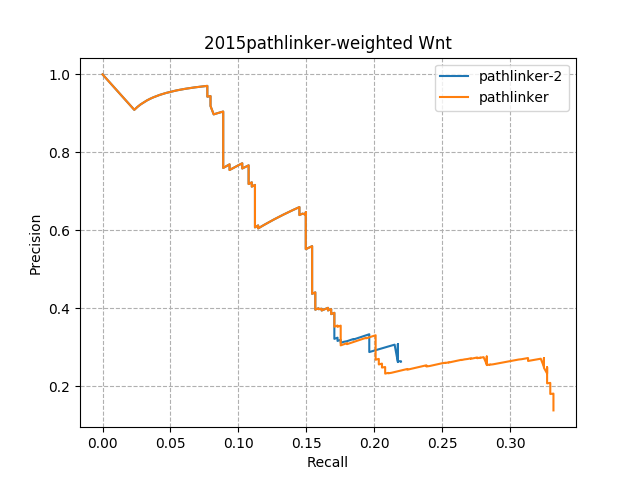 2015pathlinker-weighted Wnt
pathlinker-2
pathlinker
1.0
0.8
0.6
0.4
0.2
Precision
0.00 0.05 0.10 0.15 0.20 0.25 0.30
Recall